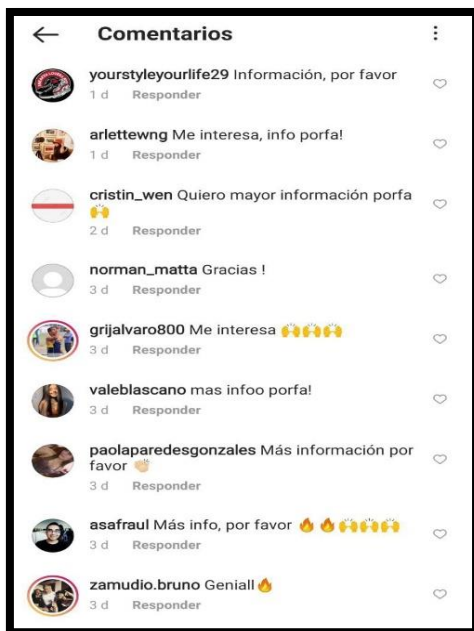 Comentarios
yourstyleyourlife29 Información, por favor
1 d Responder
arlettewng Me interesa, info porfa!
1 d Responder
cristin_wen Quiero mayor información porfa
🙌
2 d Responder
norman_matta Gracias !
3 d Responder
grijalvaro800 Me interesa 🙌🙌🙌
3 d Responder
valeblascano mas infoo porfa!
3 d Responder
paolaparedesgonzales Más información por
favor 👏🏻
3 d Responder
asafraul Más info, por favor 🔥🔥🙌🙌🙌
3 d Responder
zamudio.bruno Geniall🔥
3 d Responder